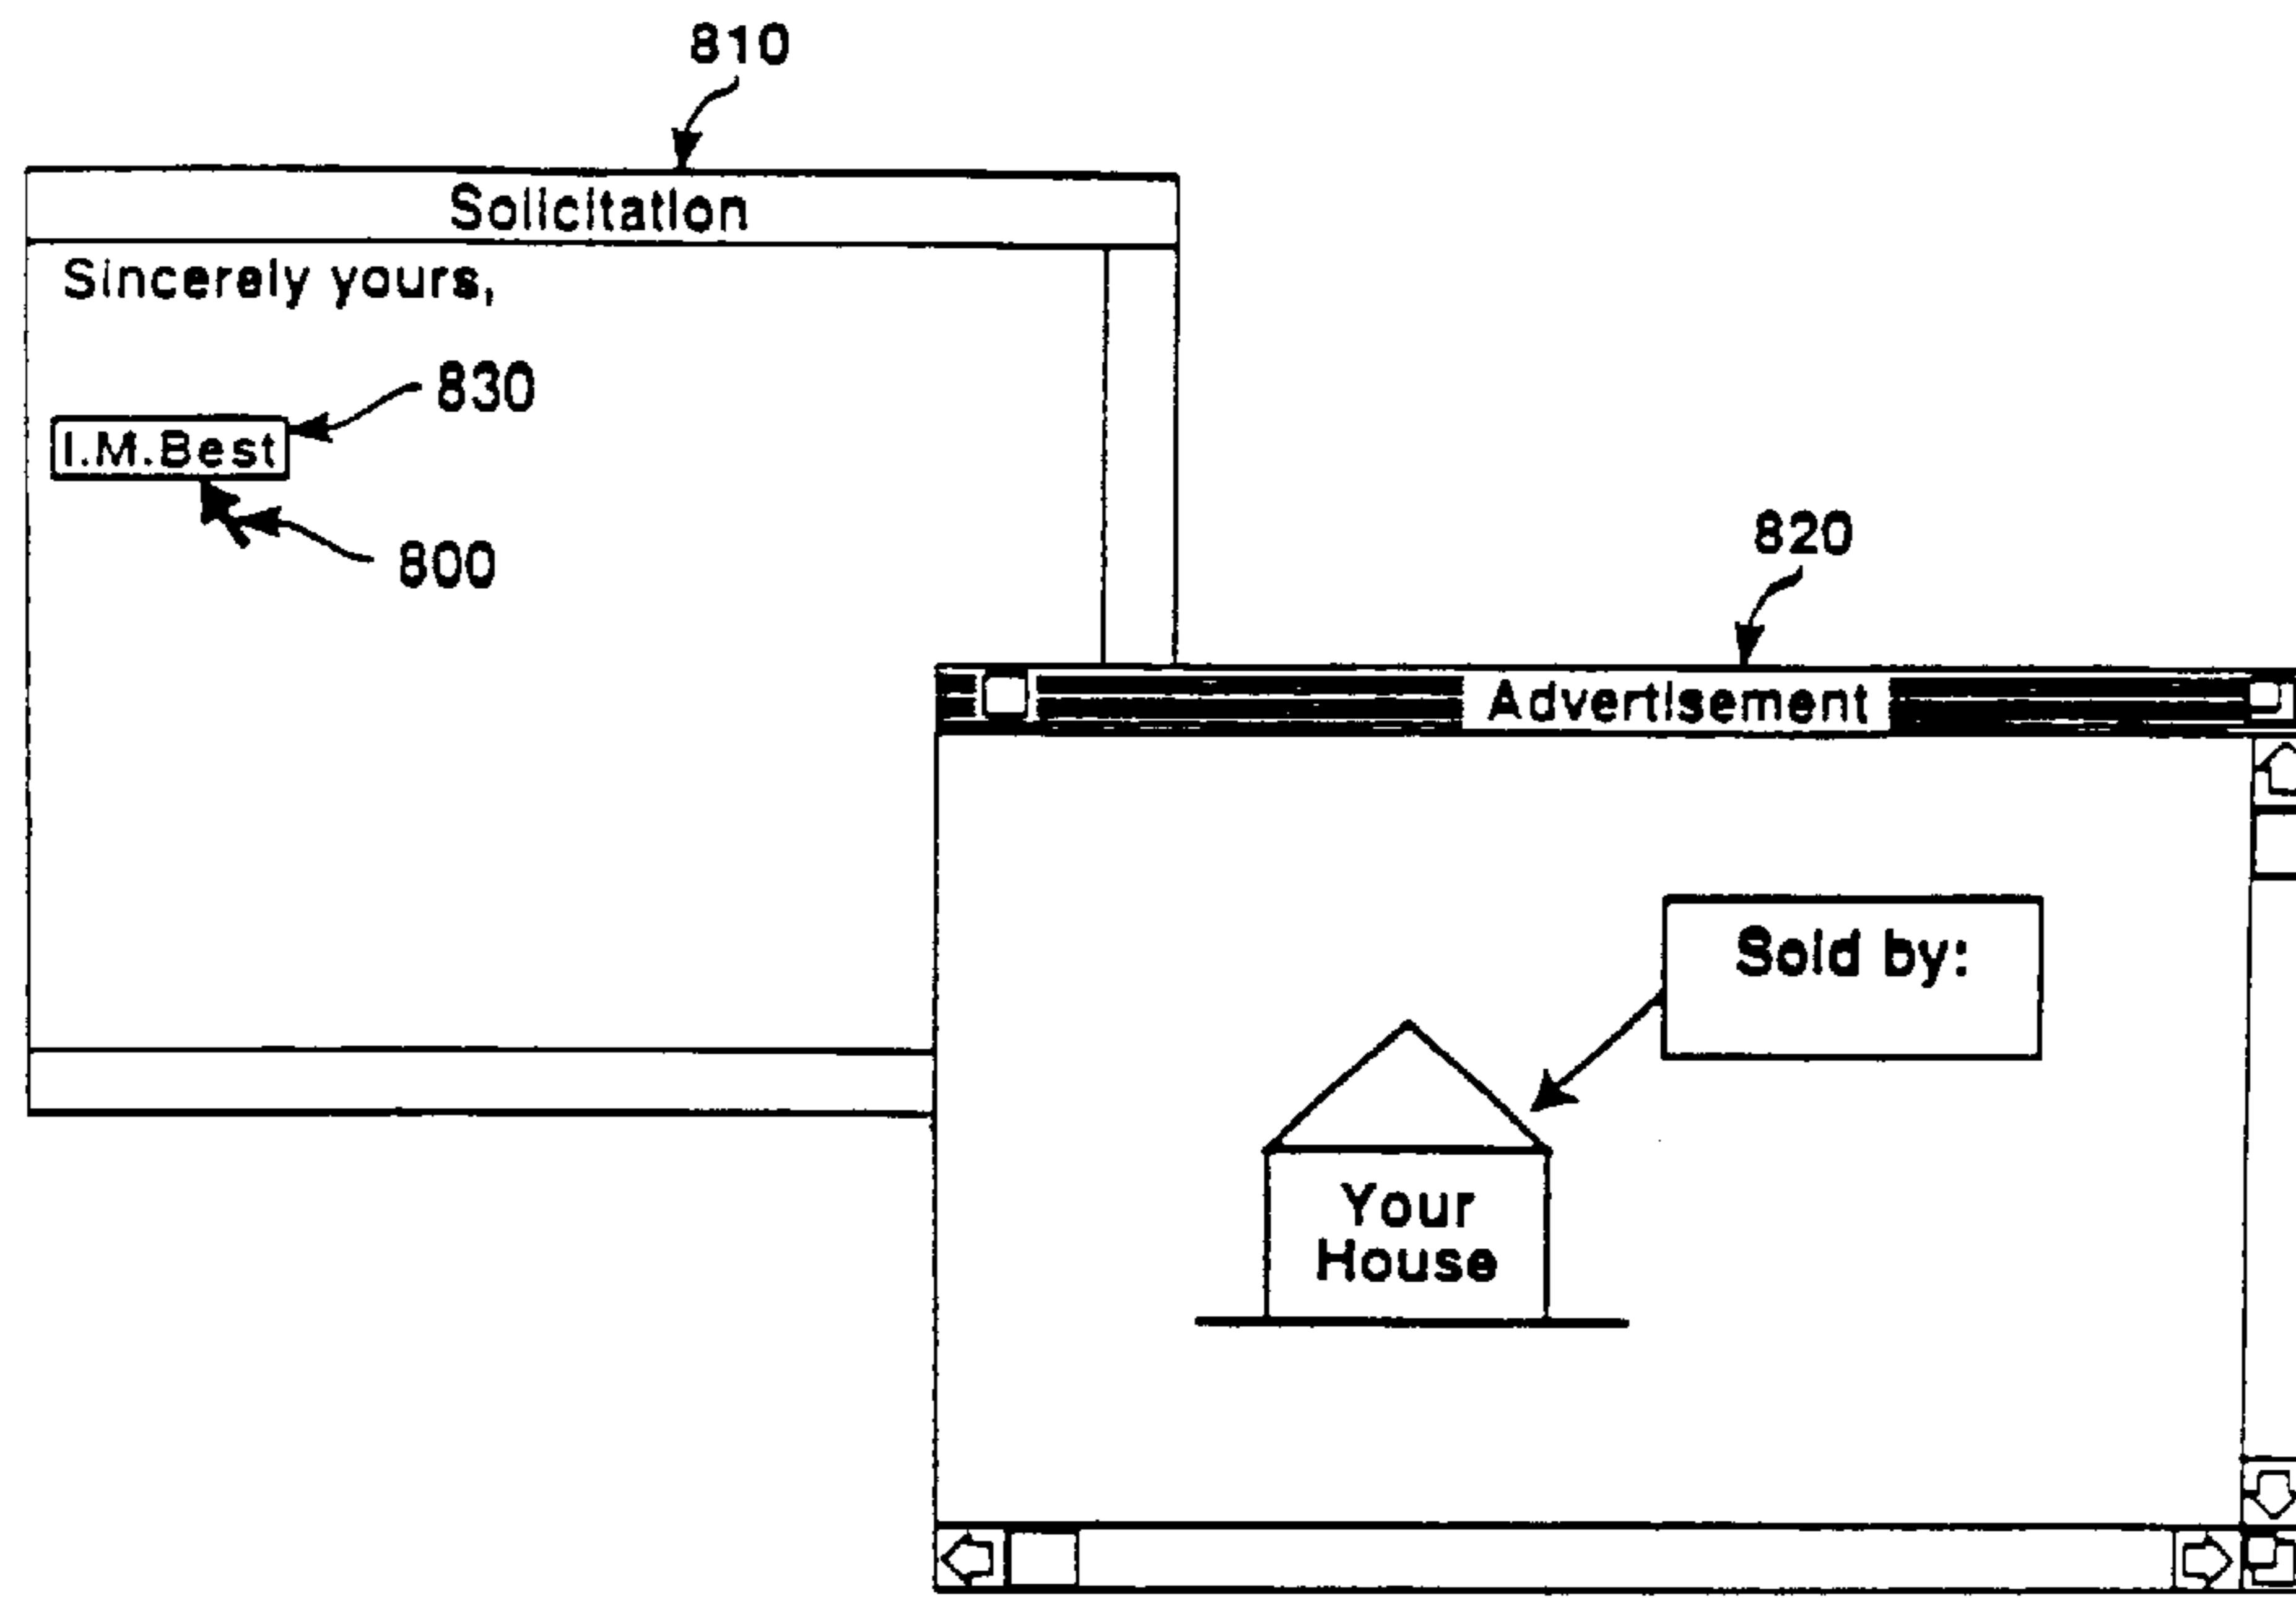 810
Solicitation
Sincerely yours,
830
I.M.Best
800
820
Advertisement
Sold by:
Your
House